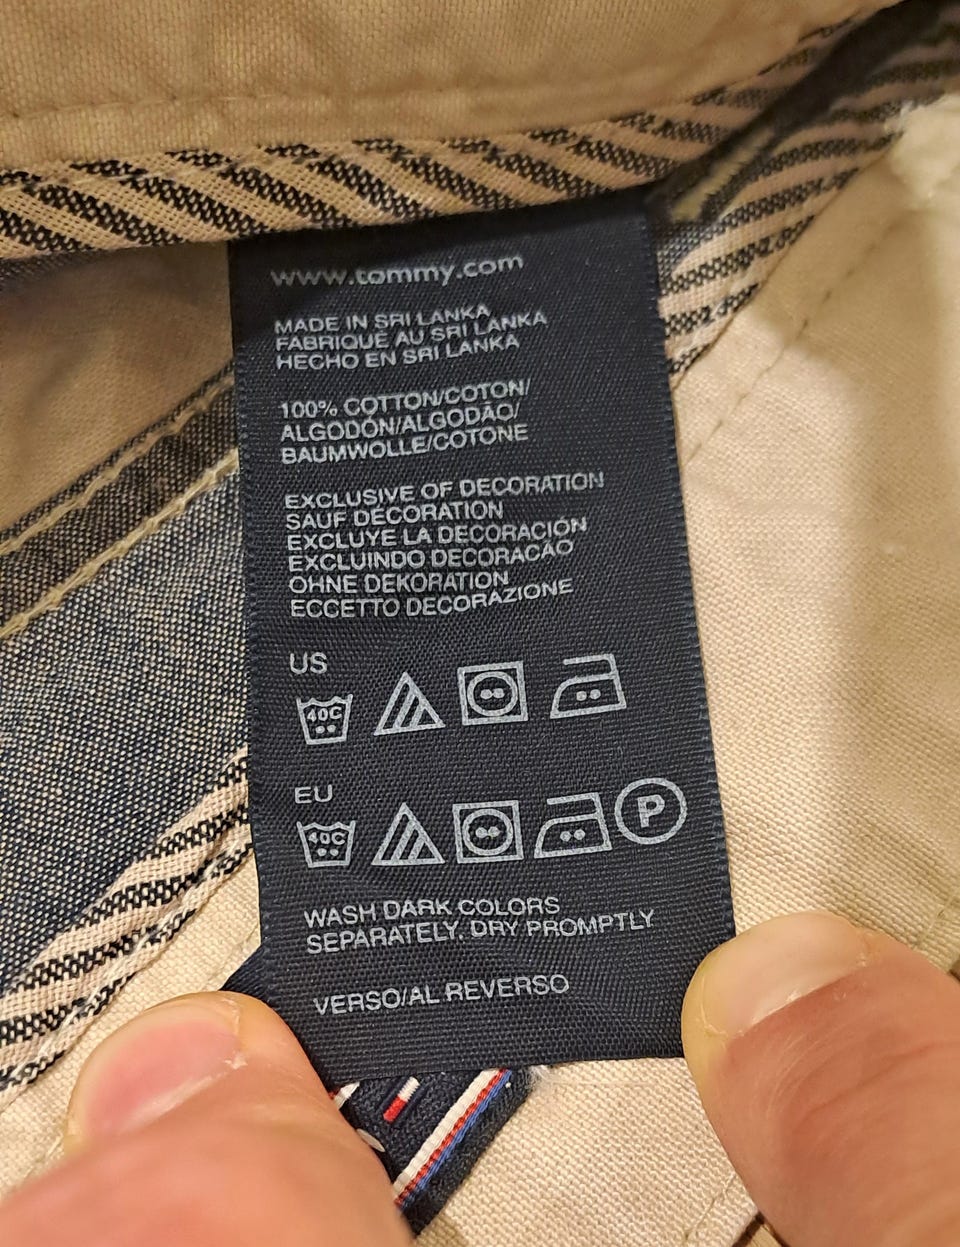 www.tommy.com
MADE IN SRI LANKA
FABRIQUE AU SRI LANKA
HECHO EN SRI LANKA
100% COTTON/COTON/
ALGODÓN/ALGODÃO/
BAUMWOLLE/COTONE
EXCLUSIVE OF DECORATION
SAUF DÉCORATION
EXCLUYE LA DECORACIÓN
EXCLUINDO DECORAÇÃO
OHNE DEKORATION
ECCETTO DECORAZIONE
US
40C
EU
40C P
WASH DARK COLORS
SEPARATELY. DRY PROMPTLY
VERSO/AL REVERSO